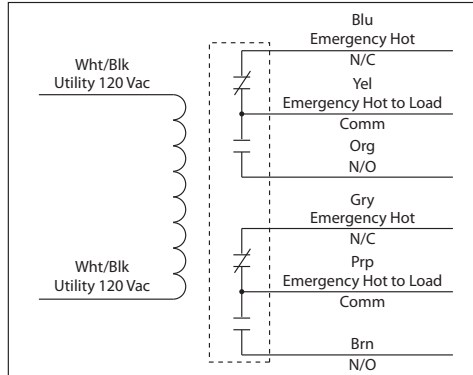 Wht/Blk
Utility 120 Vac
Wht/Blk
Utility 120 Vac
Blu
Emergency Hot
N/C
Yel
Emergency Hot to Load
Comm
Org
N/O
Gry
Emergency Hot
N/C
Prp
Emergency Hot to Load
Comm
Brn
N/O